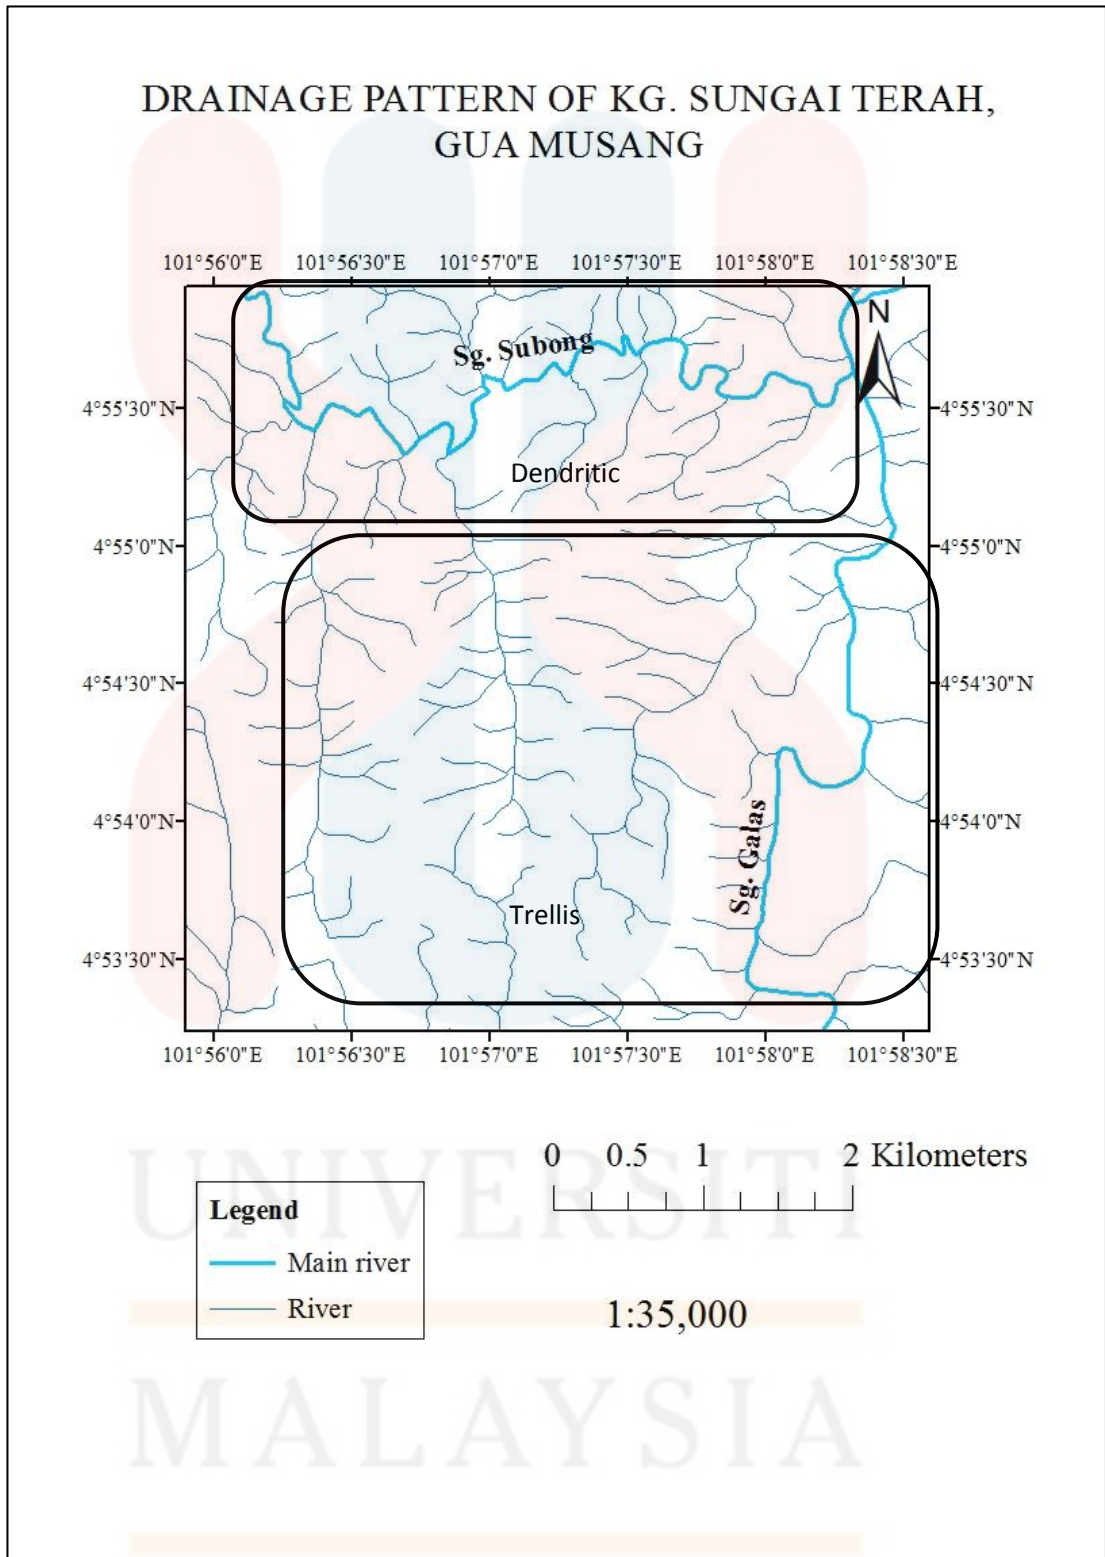 DRAINAGE PATTERN OF KG. SUNGAI TERAH,
GUA MUSANG
101°56'0"E 101°56'30"E 101°57'0"E 101°57'30"E 101°58'0"E 101°58'30"E
N
Sg. Subong
4°55'30"N 4°55'30"N
Dendritic
4°55'0"N 4°55'0"N
4°54'30"N 4°54'30"N
4°54'0"N 4°54'0"N
Sg. Galas
Trellis
4°53'30"N 4°53'30"N
101°56'0"E 101°56'30"E 101°57'0"E 101°57'30"E 101°58'0"E 101°58'30"E
UNIVERSITI
0 0.5 1 2 Kilometers
Legend
Main river
River
1:35,000
MALAYSIA